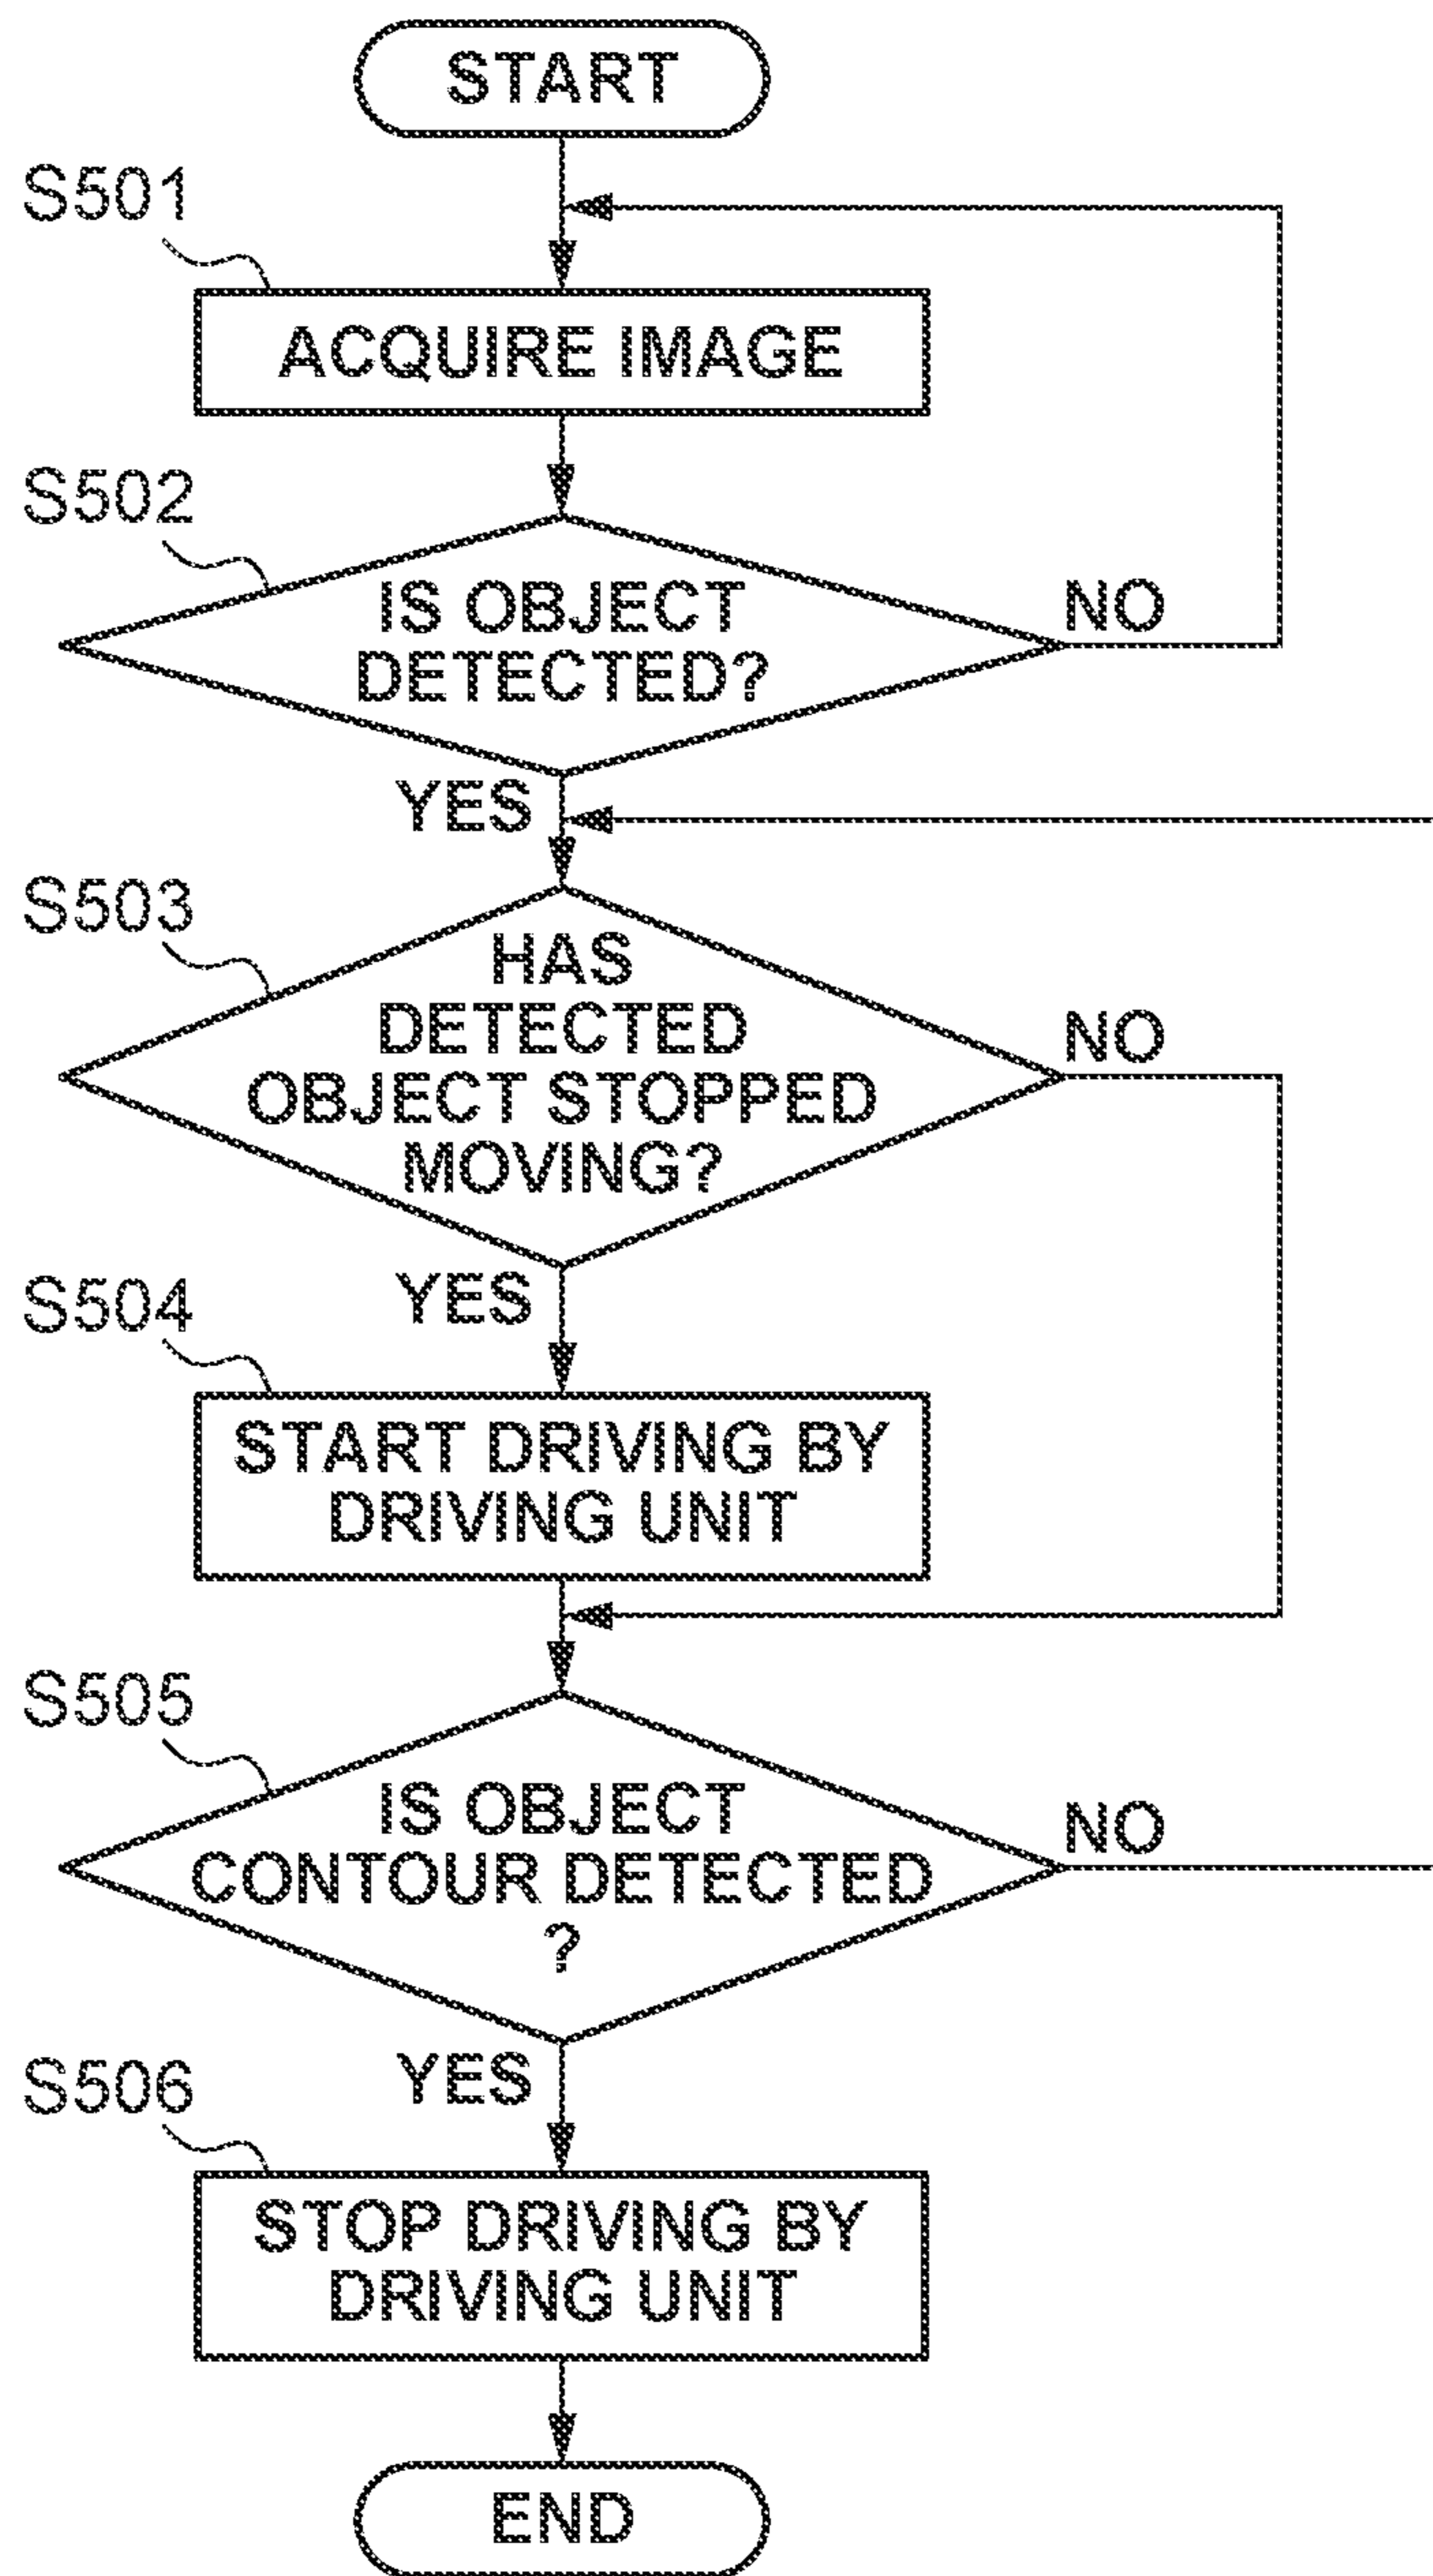 START
S501
ACQUIRE IMAGE
S502
IS OBJECT
DETECTED?
NO
YES
S503
HAS
DETECTED
OBJECT STOPPED
MOVING?
NO
YES
S504
START DRIVING BY
DRIVING UNIT
S505
IS OBJECT
CONTOUR DETECTED
?
NO
YES
S506
STOP DRIVING BY
DRIVING UNIT
END